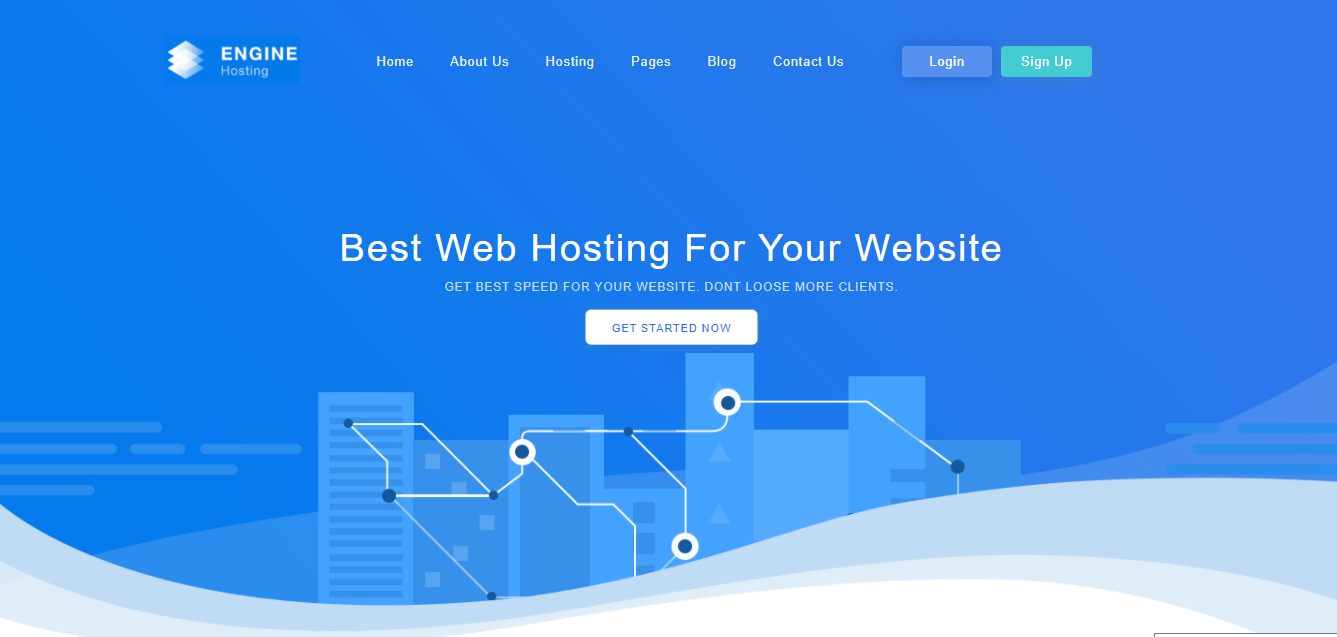 ENGINE
Hosting
Home About Us Hosting Pages Blog Contact Us Login Sign Up
Best Web Hosting For Your Website
GET BEST SPEED FOR YOUR WEBSITE. DONT LOOSE MORE CLIENTS.
GET STARTED NOW